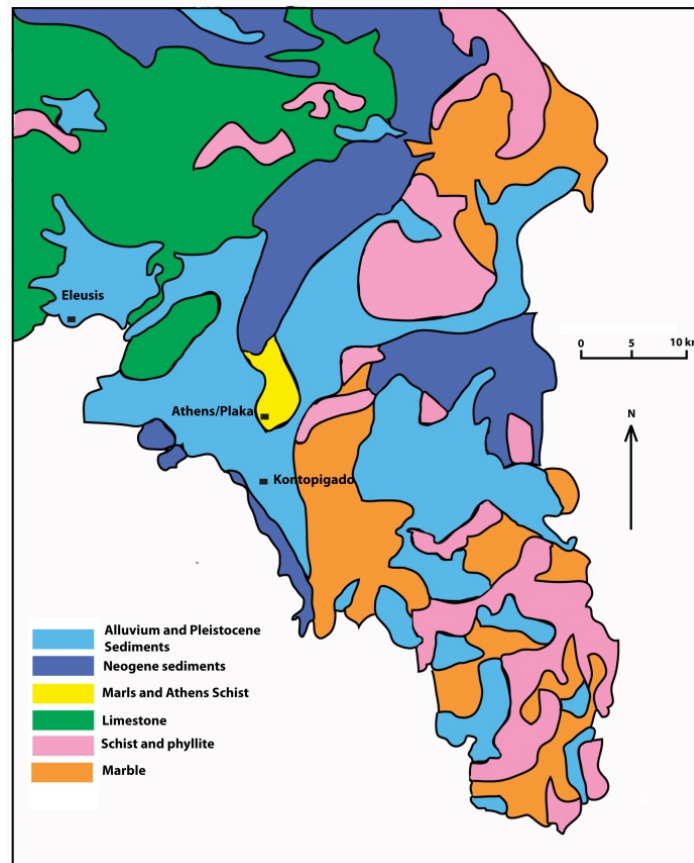 Eleusis
0 5 10 km
Athens/Plaka
N
Kontopigado
Alluvium and Pleistocene
Sediments
Neogene sediments
Marls and Athens Schist
Limestone
Schist and phyllite
Marble